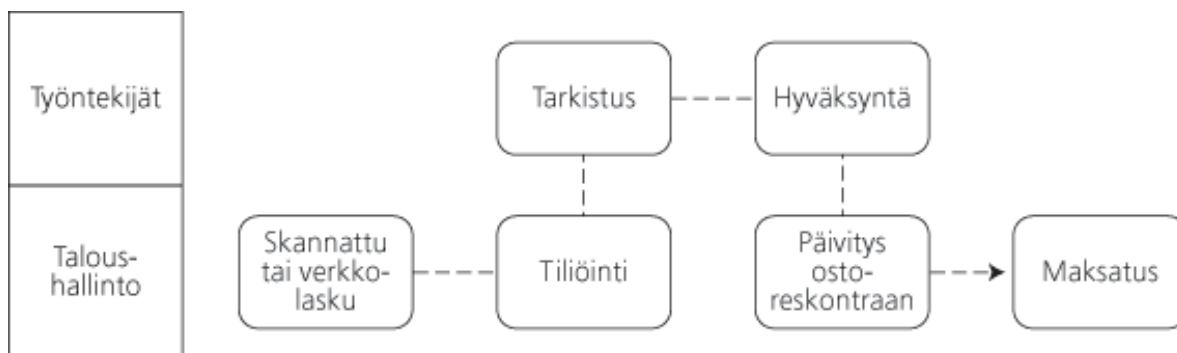 Työntekijät
Tarkistus
Hyväksyntä
Talous-
hallinto
Skannattu
tai verkko-
lasku
Tiliöinti
Päivitys
osto-
reskontraan
Maksatus